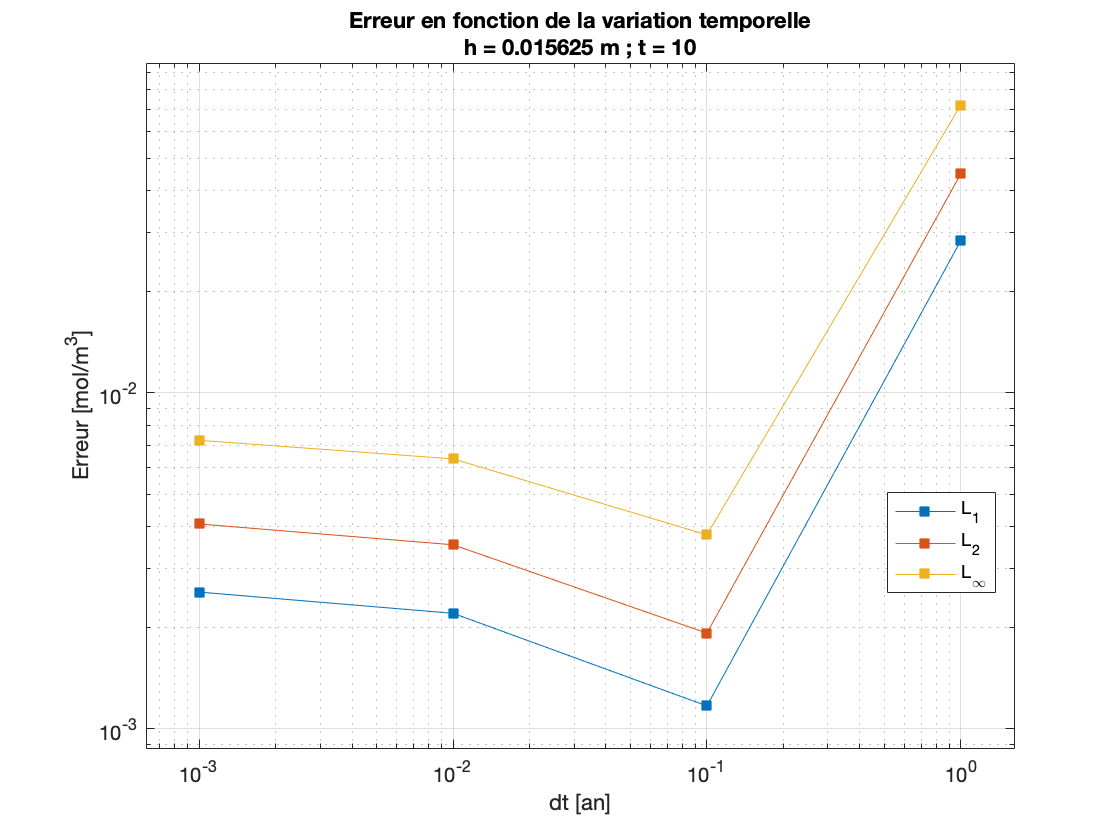 Erreur en fonction de la variation temporelle
h = 0.015625 m ; t = 10
Erreur [mol/m³]
10⁻²
10⁻³
10⁻³
10⁻²
10⁻¹
10⁰
dt [an]
L₁
L₂
L∞